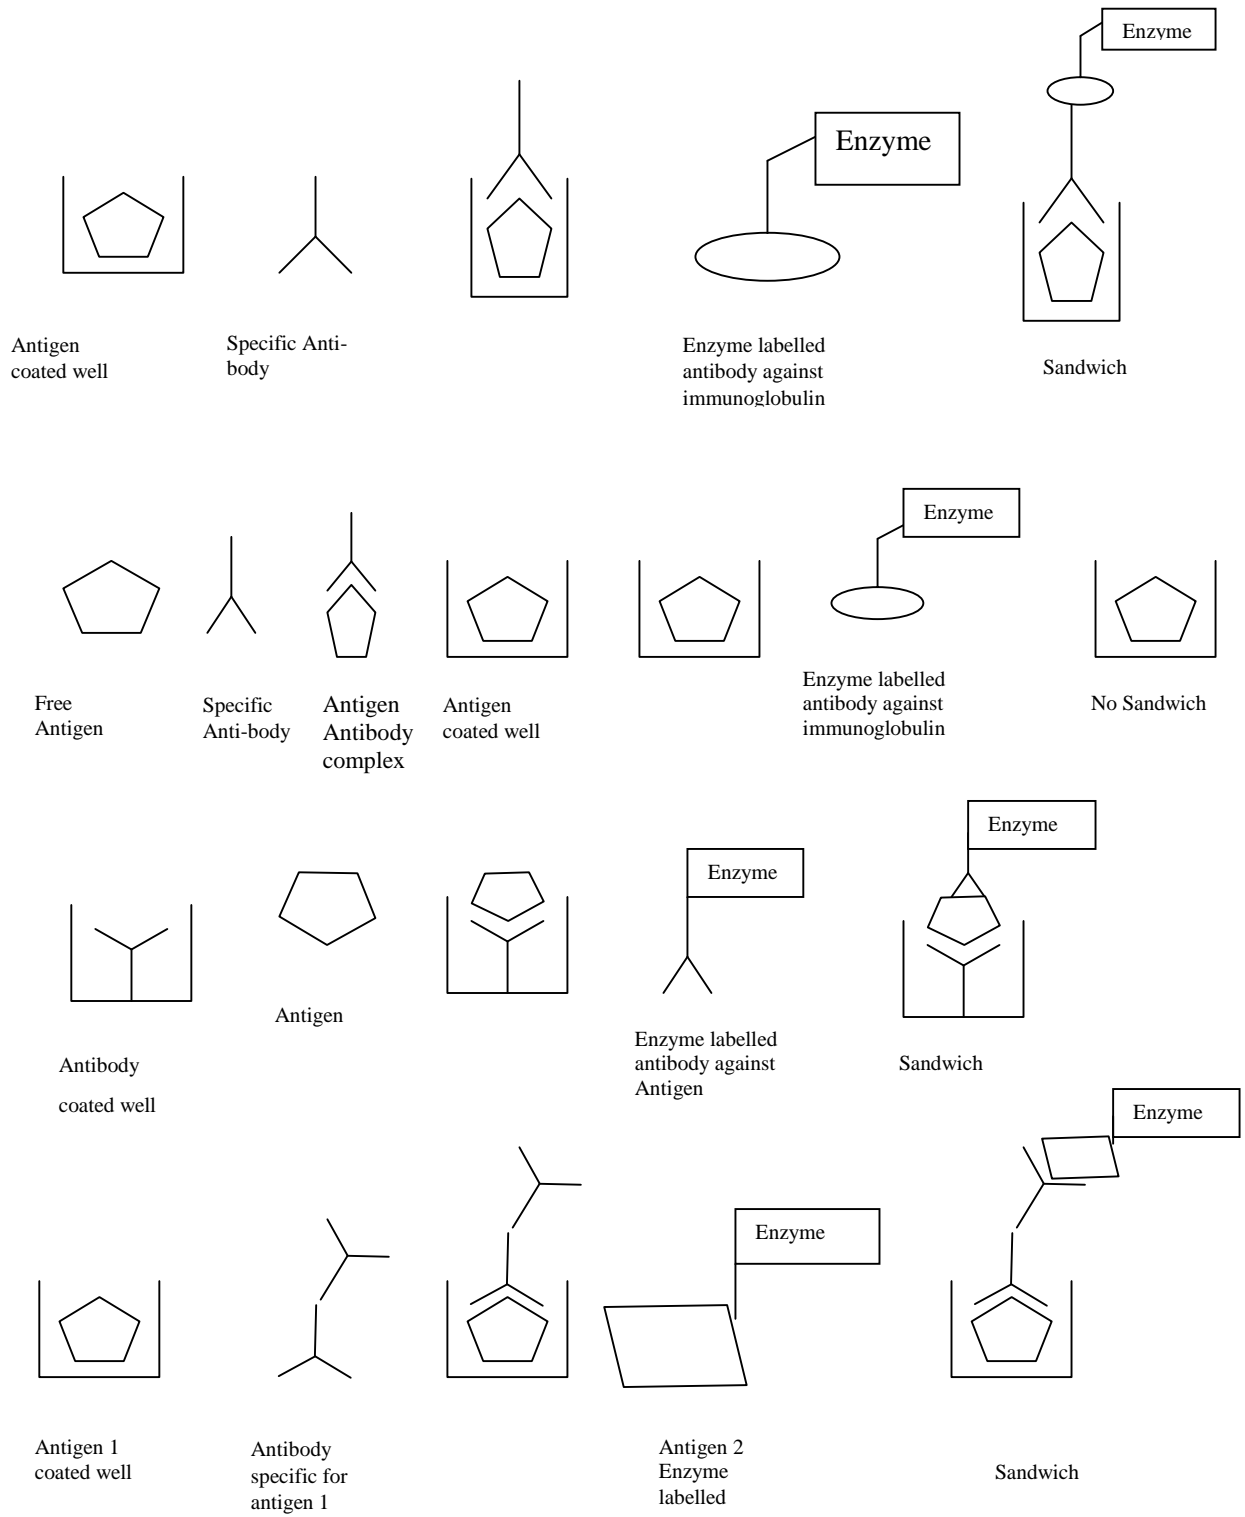 Enzyme
Enzyme
Antigen
coated well
Specific Anti-
body
Enzyme labelled
antibody against
immunoglobulin
Sandwich
Enzyme
Free
Antigen
Specific
Anti-body
Antigen
Antibody
complex
Antigen
coated well
Enzyme labelled
antibody against
immunoglobulin
No Sandwich
Enzyme
Enzyme
Antigen
Antibody
coated well
Enzyme labelled
antibody against
Antigen
Sandwich
Enzyme
Enzyme
Antigen 1
coated well
Antibody
specific for
antigen 1
Antigen 2
Enzyme
labelled
Sandwich